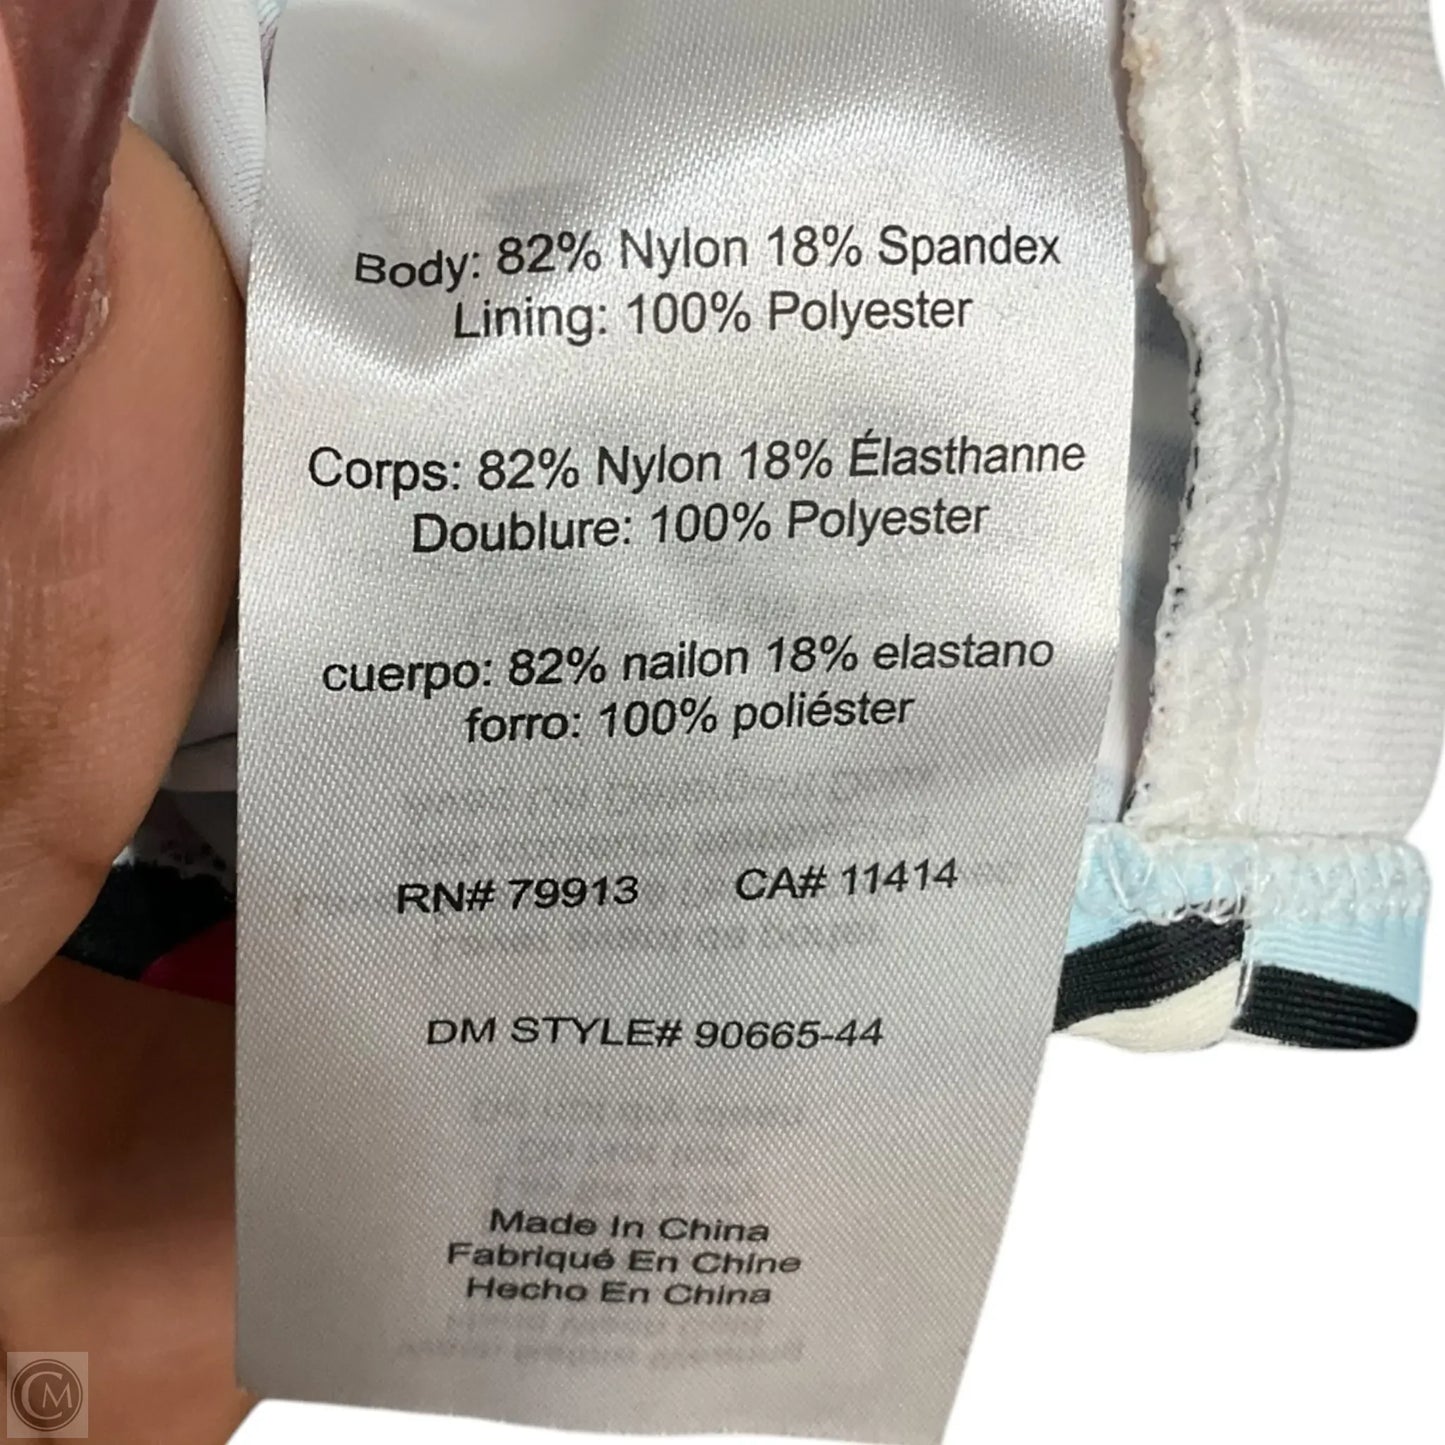 Body: 82% Nylon 18% Spandex
Lining: 100% Polyester
Corps: 82% Nylon 18% Élasthanne
Doublure: 100% Polyester
cuerpo: 82% nailon 18% elastano
forro: 100% poliéster
RN# 79913 CA# 11414
DM STYLE# 90665-44
Made In China
Fabriqué En Chine
Hecho En China
CM